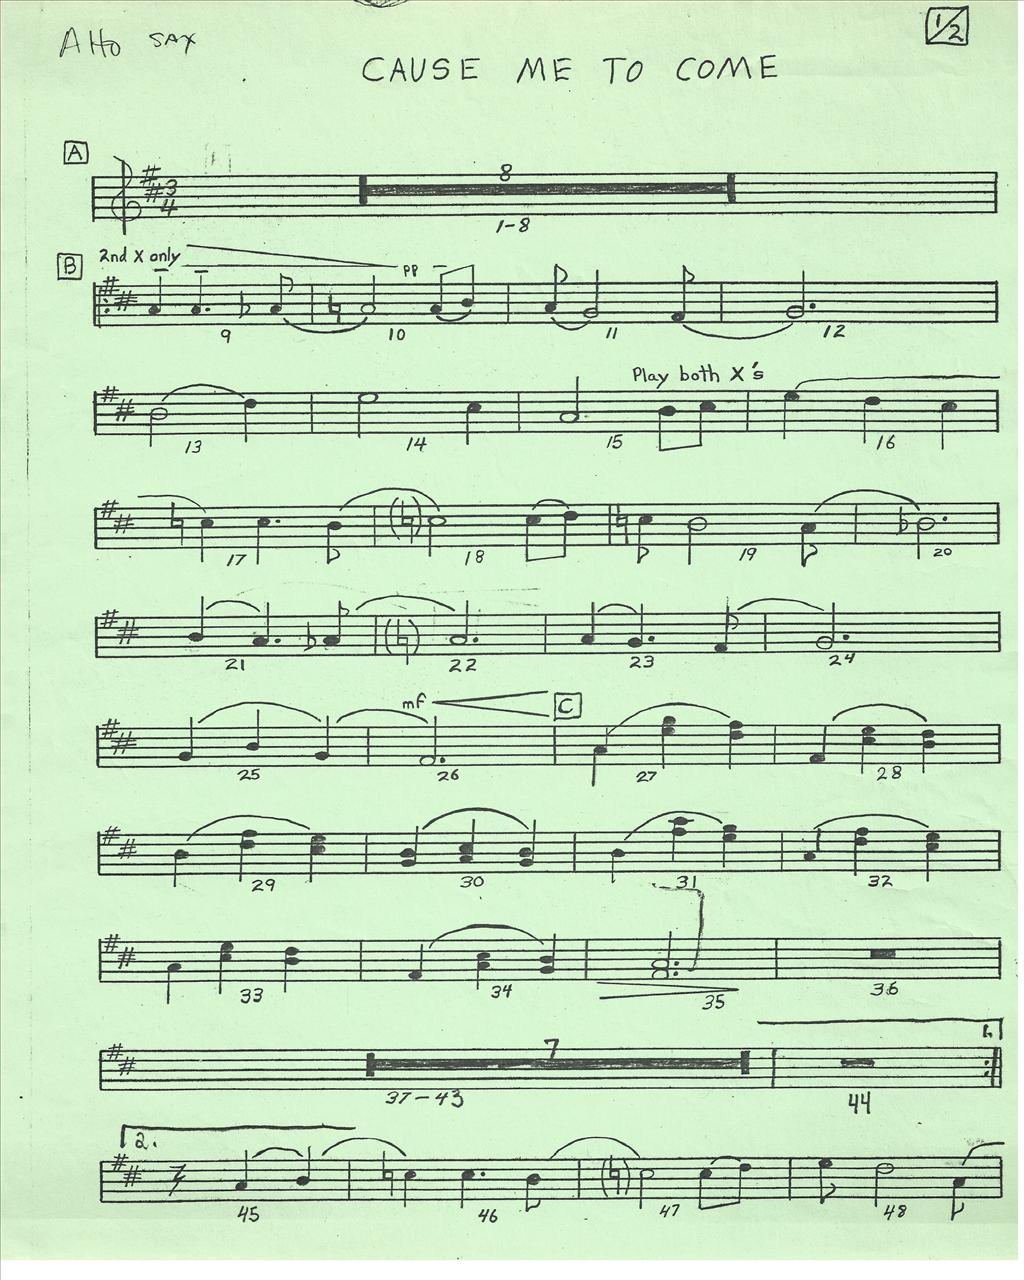 Alto SAX
1/2
CAUSE ME TO COME
A
3
4
8
1-8
B 2nd X only pp
9 10 11 12
Play both X's
13 14 15 16
17 18 19 20
21 22 23 24
mf C
25 26 27 28
29 30 31 32
33 34 35 36
1.
7
37-43 44
2.
45 46 47 48